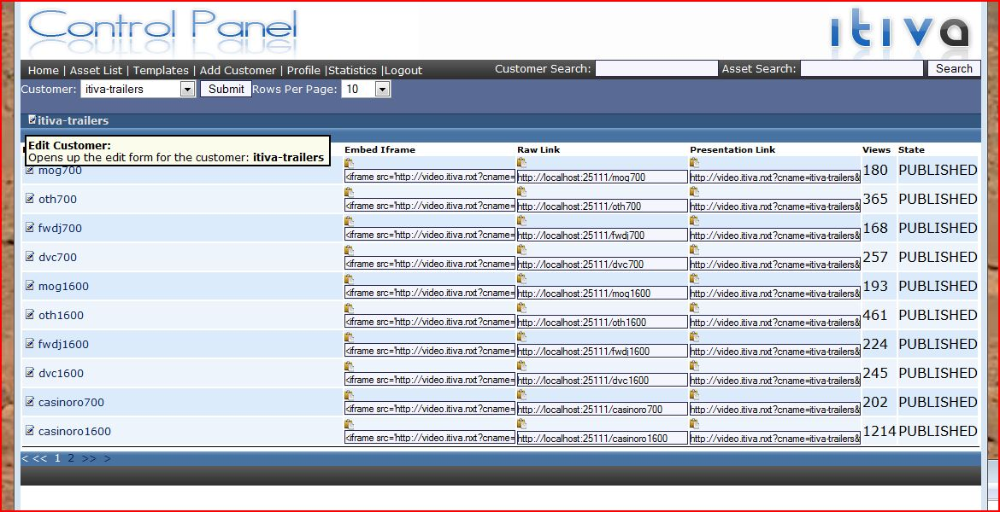 Control Panel
itiva
Home | Asset List | Templates | Add Customer | Profile |Statistics |Logout Customer Search: Asset Search: Search
Customer: itiva-trailers Submit Rows Per Page: 10
itiva-trailers
Edit Customer:
Opens up the edit form for the customer: itiva-trailers
Embed Iframe Raw Link Presentation Link Views State
mog700 <iframe src='http://video.itiva.nxt?cname= http://localhost:25111/mog700 http://video.itiva.nxt?cname=itiva-trailers& 180 PUBLISHED
oth700 <iframe src='http://video.itiva.nxt?cname= http://localhost:25111/oth700 http://video.itiva.nxt?cname=itiva-trailers& 365 PUBLISHED
fwdj700 <iframe src='http://video.itiva.nxt?cname= http://localhost:25111/fwdj700 http://video.itiva.nxt?cname=itiva-trailers& 168 PUBLISHED
dvc700 <iframe src='http://video.itiva.nxt?cname= http://localhost:25111/dvc700 http://video.itiva.nxt?cname=itiva-trailers& 257 PUBLISHED
mog1600 <iframe src='http://video.itiva.nxt?cname= http://localhost:25111/mog1600 http://video.itiva.nxt?cname=itiva-trailers& 193 PUBLISHED
oth1600 <iframe src='http://video.itiva.nxt?cname= http://localhost:25111/oth1600 http://video.itiva.nxt?cname=itiva-trailers& 461 PUBLISHED
fwdj1600 <iframe src='http://video.itiva.nxt?cname= http://localhost:25111/fwdj1600 http://video.itiva.nxt?cname=itiva-trailers& 224 PUBLISHED
dvc1600 <iframe src='http://video.itiva.nxt?cname= http://localhost:25111/dvc1600 http://video.itiva.nxt?cname=itiva-trailers& 245 PUBLISHED
casinoro700 <iframe src='http://video.itiva.nxt?cname= http://localhost:25111/casinoro700 http://video.itiva.nxt?cname=itiva-trailers& 202 PUBLISHED
casinoro1600 <iframe src='http://video.itiva.nxt?cname= http://localhost:25111/casinoro1600 http://video.itiva.nxt?cname=itiva-trailers& 1214 PUBLISHED
< << 1 2 >> >